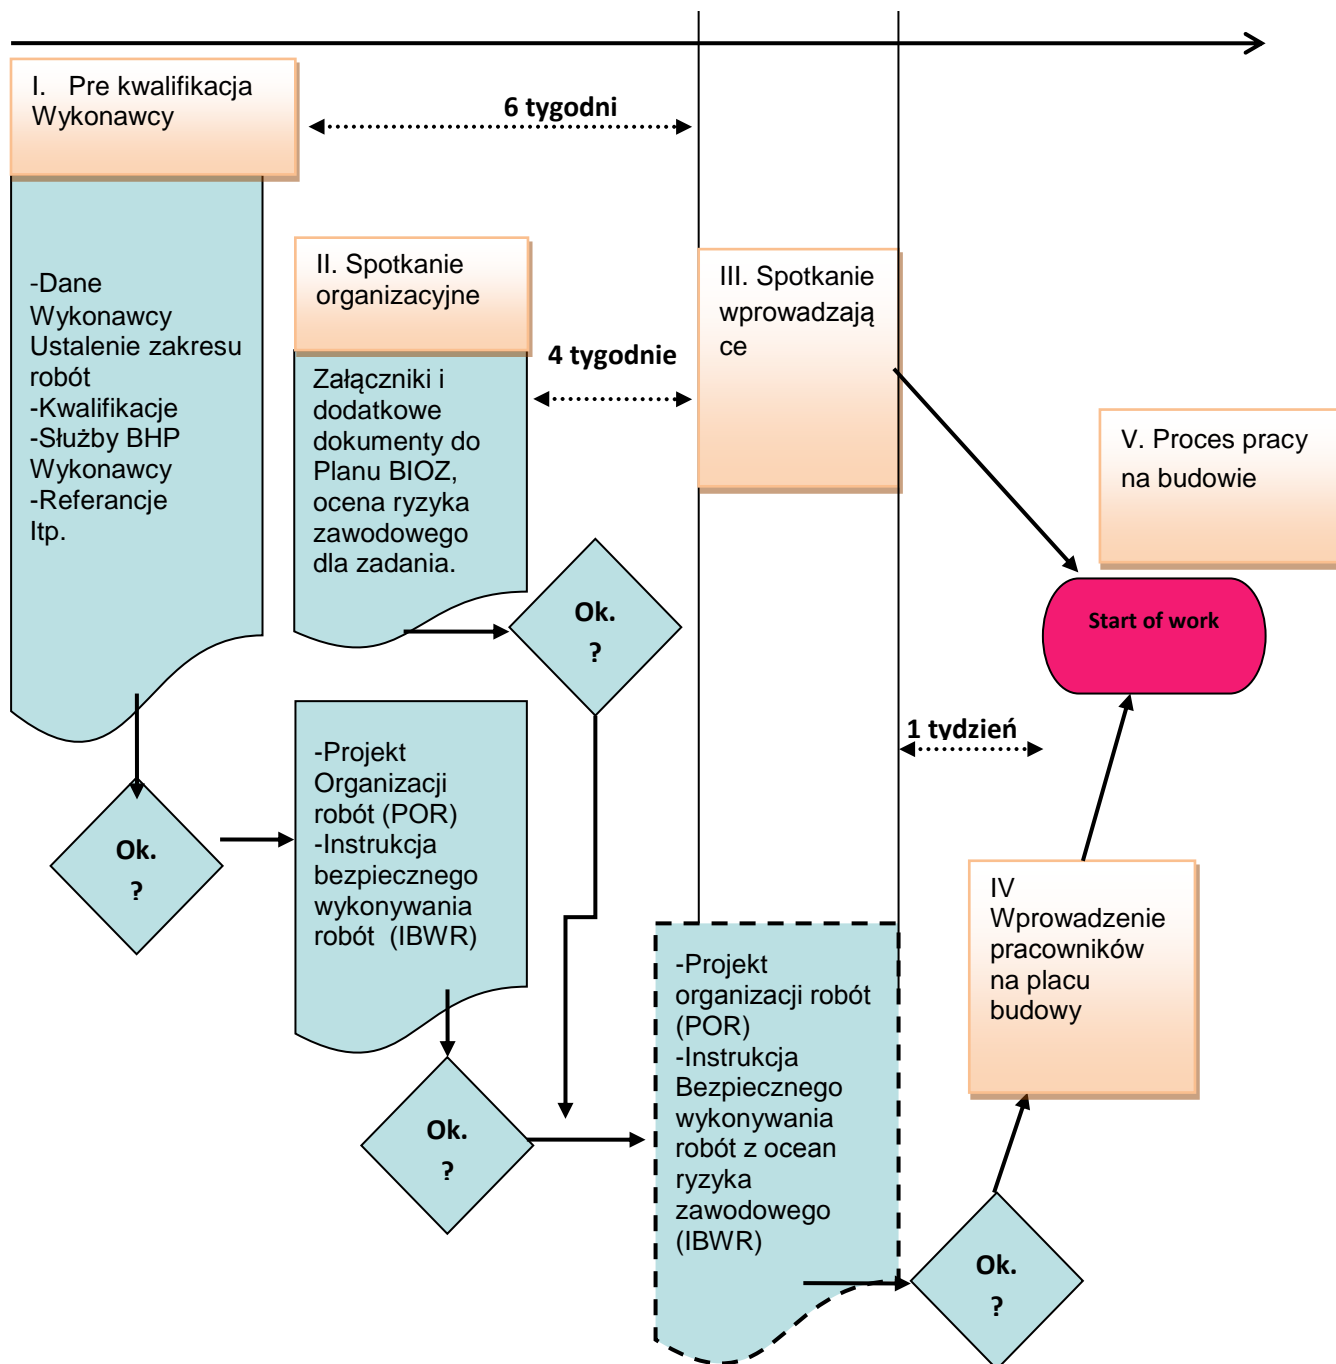 I. Pre kwalifikacja
Wykonawcy
6 tygodni
-Dane
Wykonawcy
Ustalenie zakresu
robót
-Kwalifikacje
-Służby BHP
Wykonawcy
-Referancje
Itp.
Ok.
?
II. Spotkanie
organizacyjne
4 tygodnie
Załączniki i
dodatkowe
dokumenty do
Planu BIOZ,
ocena ryzyka
zawodowego
dla zadania.
Ok.
?
-Projekt
Organizacji
robót (POR)
-Instrukcja
bezpiecznego
wykonywania
robót (IBWR)
Ok.
?
III. Spotkanie
wprowadzają
ce
-Projekt
organizacji robót
(POR)
-Instrukcja
Bezpiecznego
wykonywania
robót z ocean
ryzyka
zawodowego
(IBWR)
Ok.
?
1 tydzień
IV
Wprowadzenie
pracowników
na placu
budowy
V. Proces pracy
na budowie
Start of work